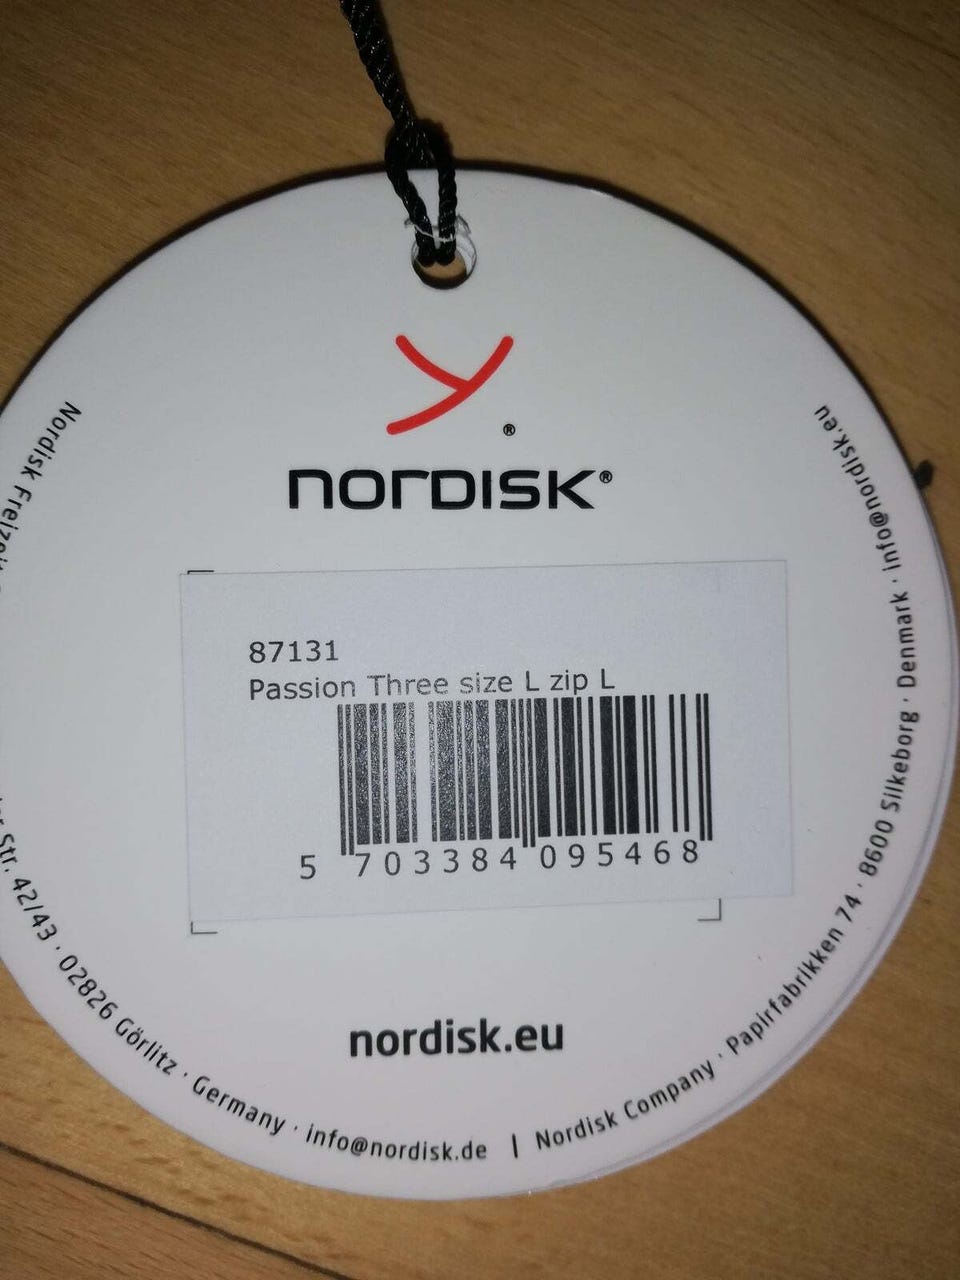 ®
NORDISK®
87131
Passion Three size L zip L
5 703384 095468
nordisk.eu
Nordisk
Str. 42/43 · 02826 Görlitz · Germany · info@nordisk.de | Nordisk Company · Papirfabrikken 74 · 8600 Silkeborg · Denmark · info@nordisk.eu